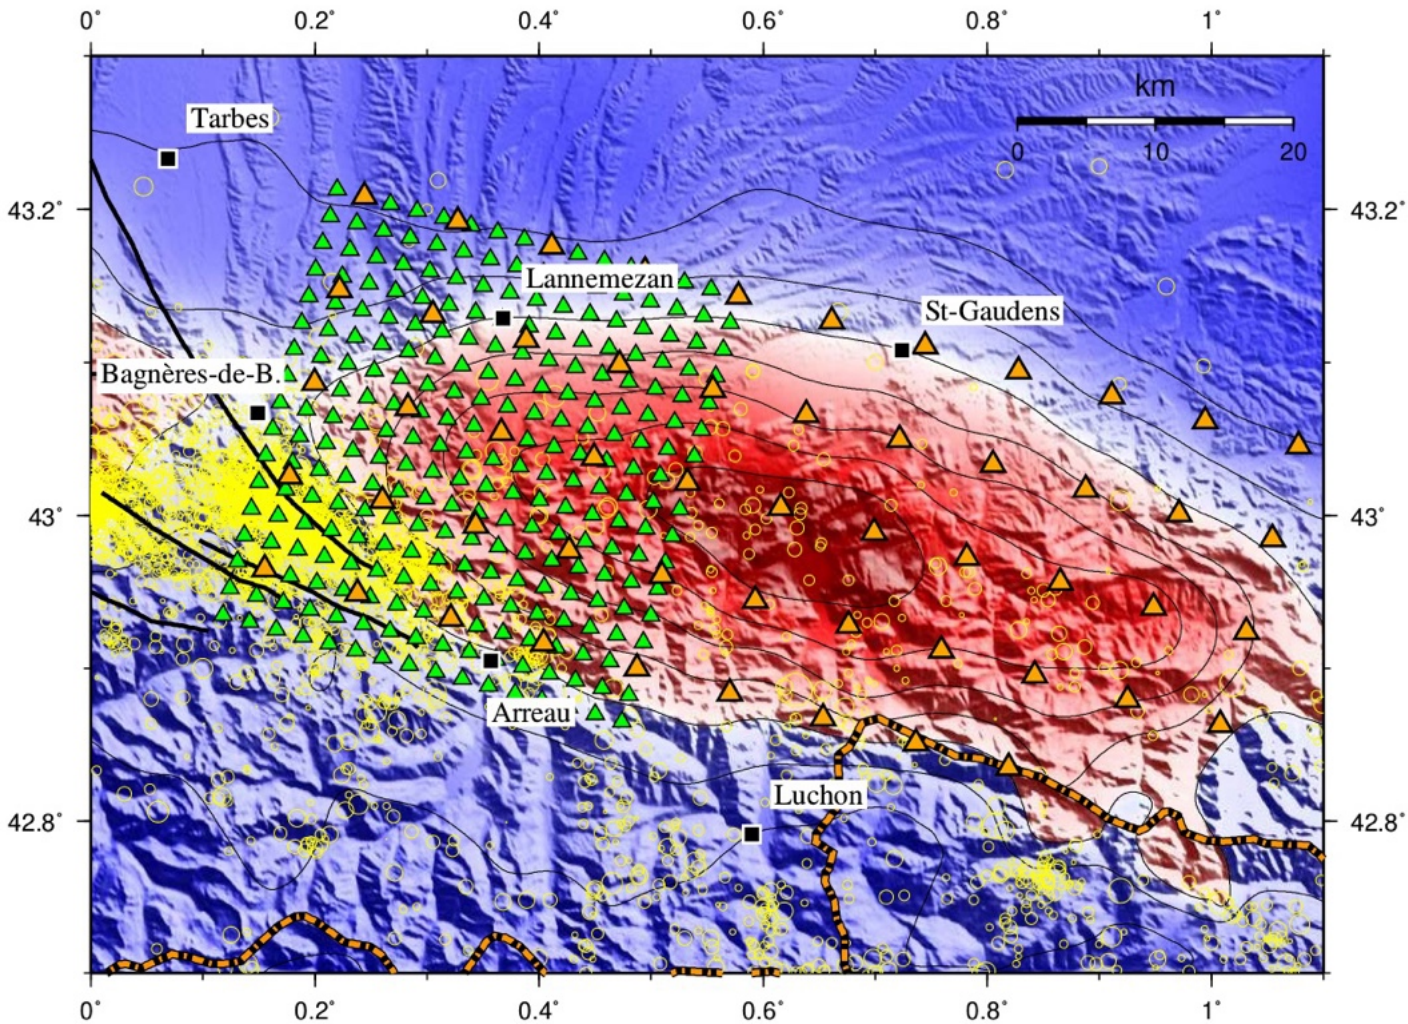 0˚ 0.2˚ 0.4˚ 0.6˚ 0.8˚ 1˚
km
0 10 20
Tarbes
43.2˚ 43.2˚
Lannemezan
St-Gaudens
Bagnères-de-B.
43˚ 43˚
Arreau
Luchon
42.8˚ 42.8˚
0˚ 0.2˚ 0.4˚ 0.6˚ 0.8˚ 1˚